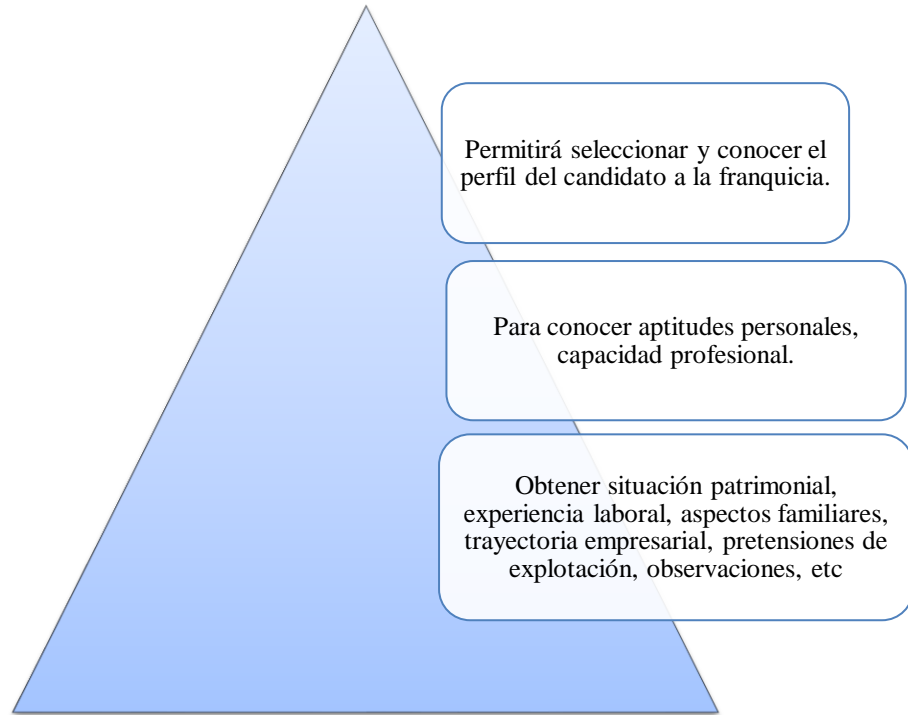 Permitirá seleccionar y conocer el
perfil del candidato a la franquicia.
Para conocer aptitudes personales,
capacidad profesional.
Obtener situación patrimonial,
experiencia laboral, aspectos familiares,
trayectoria empresarial, pretensiones de
explotación, observaciones, etc